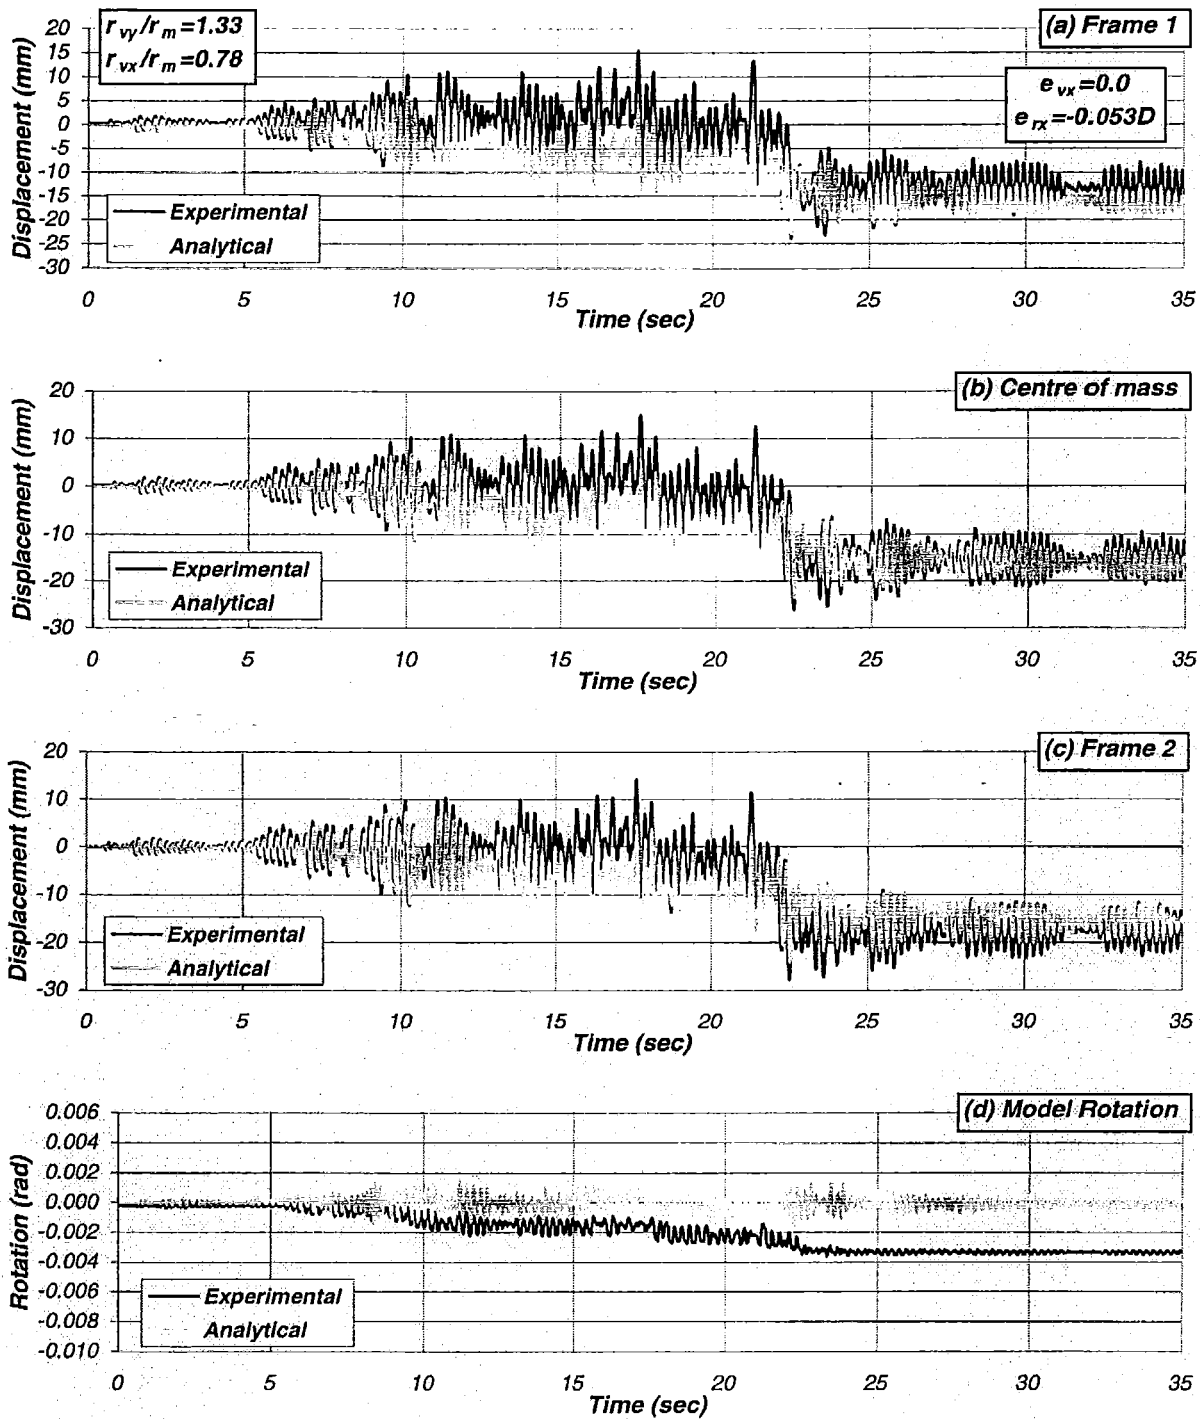 r vy/r m=1.33
r vx/r m=0.78
(a) Frame 1
e vx=0.0
e rx=-0.053D
Displacement (mm)
20
15
10
5
0
-5
-10
-15
-20
-25
-30
Experimental
Analytical
0 5 10 15 20 25 30 35
Time (sec)
(b) Centre of mass
Displacement (mm)
20
10
0
-10
-20
-30
Experimental
Analytical
0 5 10 15 20 25 30 35
Time (sec)
(c) Frame 2
Displacement (mm)
20
10
0
-10
-20
-30
Experimental
Analytical
0 5 10 15 20 25 30 35
Time (sec)
(d) Model Rotation
Rotation (rad)
0.006
0.004
0.002
0.000
-0.002
-0.004
-0.006
-0.008
-0.010
Experimental
Analytical
0 5 10 15 20 25 30 35
Time (sec)